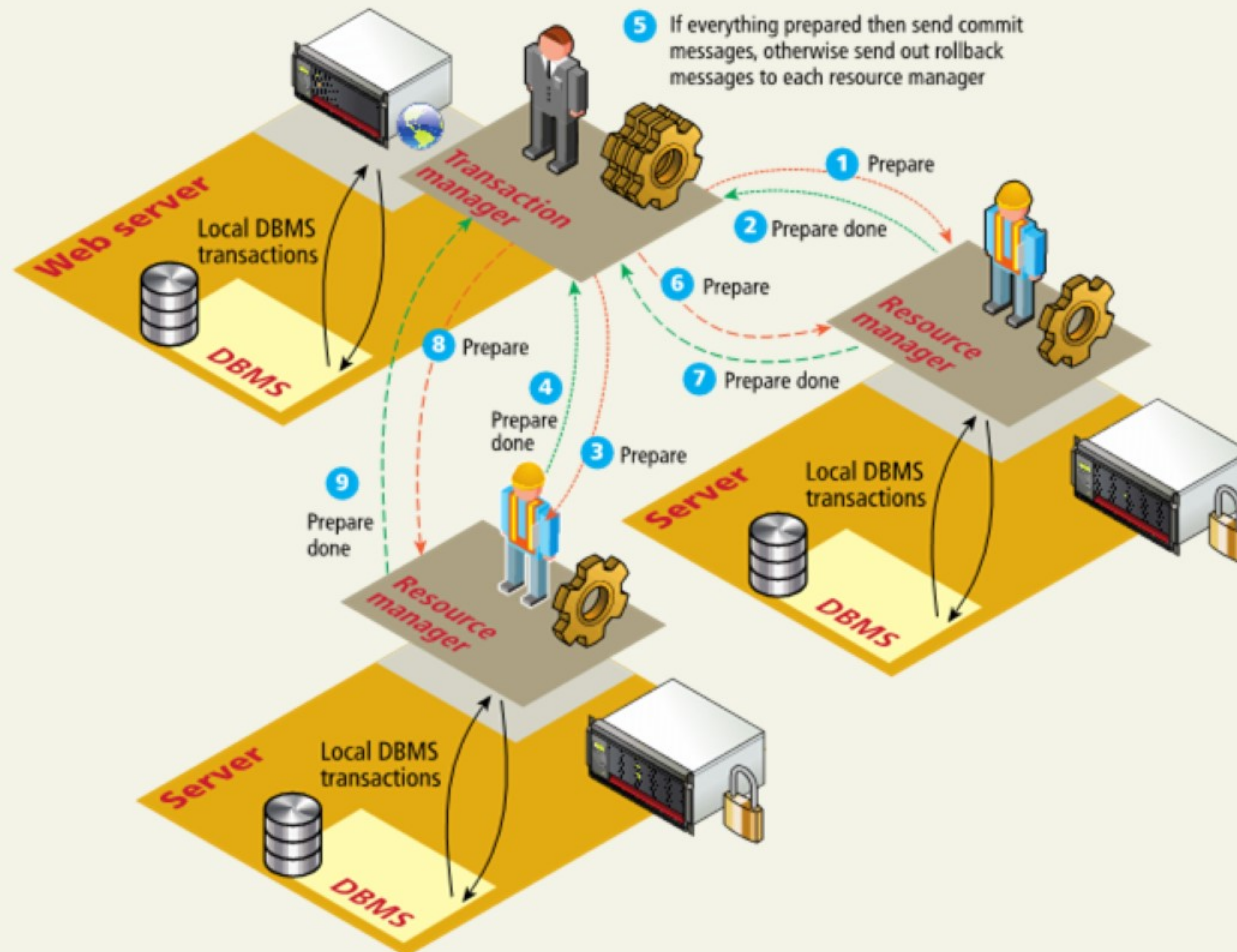 5 If everything prepared then send commit
messages, otherwise send out rollback
messages to each resource manager
Web server
Transaction
manager
Local DBMS
transactions
DBMS
1 Prepare
2 Prepare done
6 Prepare
7 Prepare done
8 Prepare
4
Prepare
done
3 Prepare
9
Prepare
done
Resource
manager
Server
Local DBMS
transactions
DBMS
Resource
manager
Server
Local DBMS
transactions
DBMS